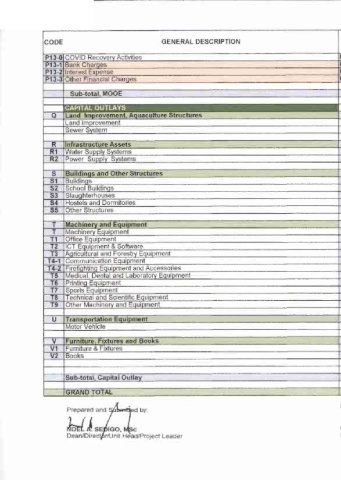 CODE GENERAL DESCRIPTION
P13-8 COVID Recovery Activities
P13-1 Bank Charges
P13-2 Interest Expense
P13-3 Other Financial Charges
Sub-total, MOOE
CAPITAL OUTLAYS
Q Land Improvement, Aquaculture Structures
Land improvement
Sewer System
R Infrastructure Assets
R1 Water Supply Systems
R2 Power Supply Systems
S Buildings and Other Structures
S1 Buildings
S2 School Buildings
S3 Slaughterhouses
S4 Hostels and Dormitories
S5 Other Structures
T Machinery and Equipment
T Machinery Equipment
T1 Office Equipment
T2 ICT Equipment & Software
T3 Agricultural and Forestry Equipment
T4-1 Communication Equipment
T4-2 Firefighting Equipment and Accessories
T5 Medical, Dental and Laboratory Equipment
T6 Printing Equipment
T7 Sports Equipment
T8 Technical and Scientific Equipment
T9 Other Machinery and Equipment
U Transportation Equipment
Motor Vehicle
V Furniture, Fixtures and Books
V1 Furniture & Fixtures
V2 Books
Sub-total, Capital Outlay
GRAND TOTAL
Prepared and Submitted by:
NOEL A. SEDIGO, MSc
Dean/Director/Unit Head/Project Leader